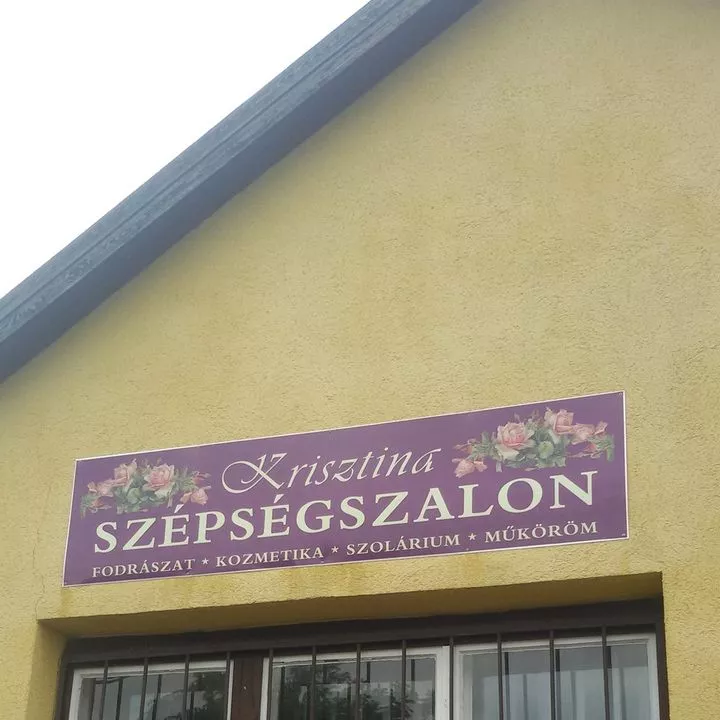 Krisztina
SZÉPSÉGSZALON
FODRÁSZAT * KOZMETIKA * SZOLÁRIUM * MŰKÖRÖM